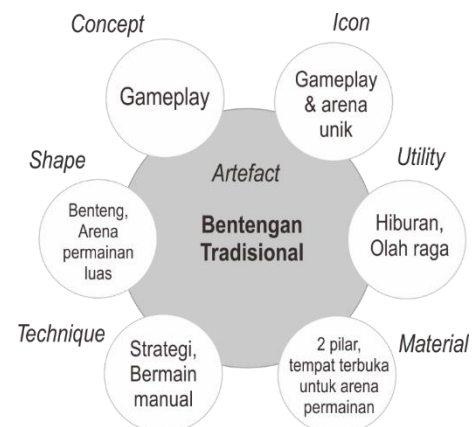 Concept
Icon
Gameplay
Gameplay
& arena
unik
Shape
Artefact
Utility
Benteng,
Arena
permainan
luas
Bentengan
Tradisional
Hiburan,
Olah raga
Technique
Strategi,
Bermain
manual
2 pilar,
tempat terbuka
untuk arena
permainan
Material